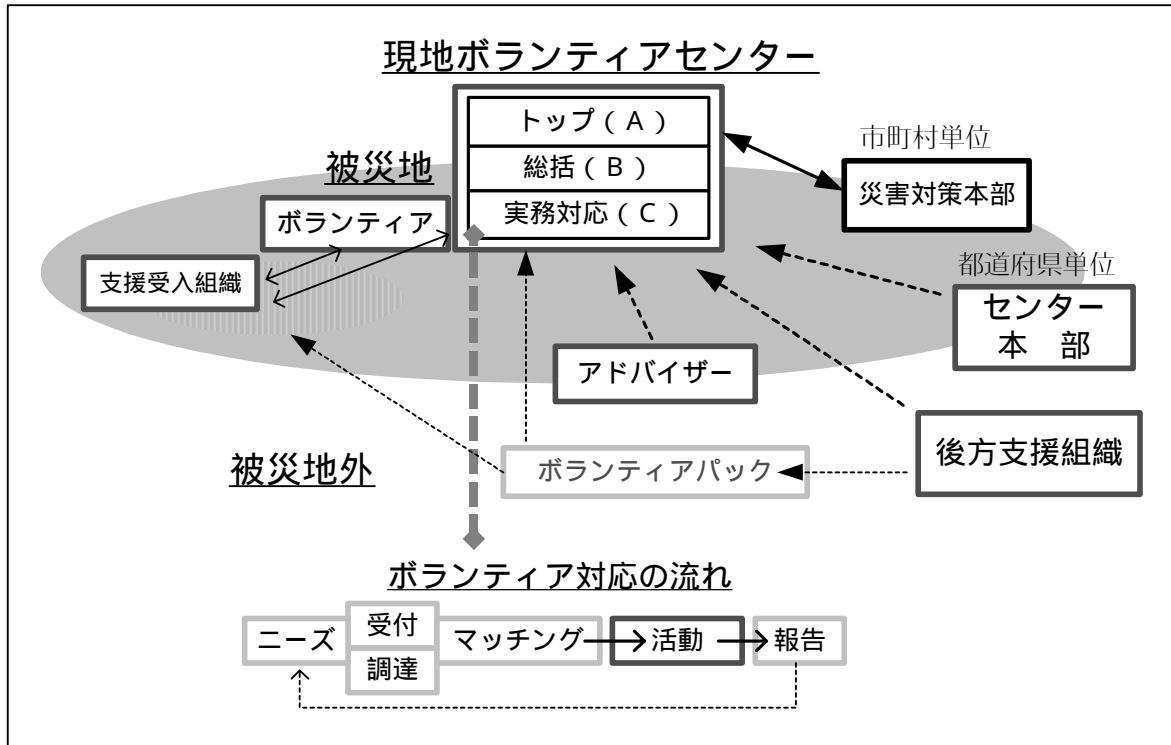 現地ボランティアセンター
トップ(A)
総括(B)
実務対応(C)
市町村単位
災害対策本部
被災地
ボランティア
支援受入組織
都道府県単位
センター
本 部
アドバイザー
後方支援組織
ボランティアパック
被災地外
ボランティア対応の流れ
ニーズ
受付
調達
マッチング
活動
報告